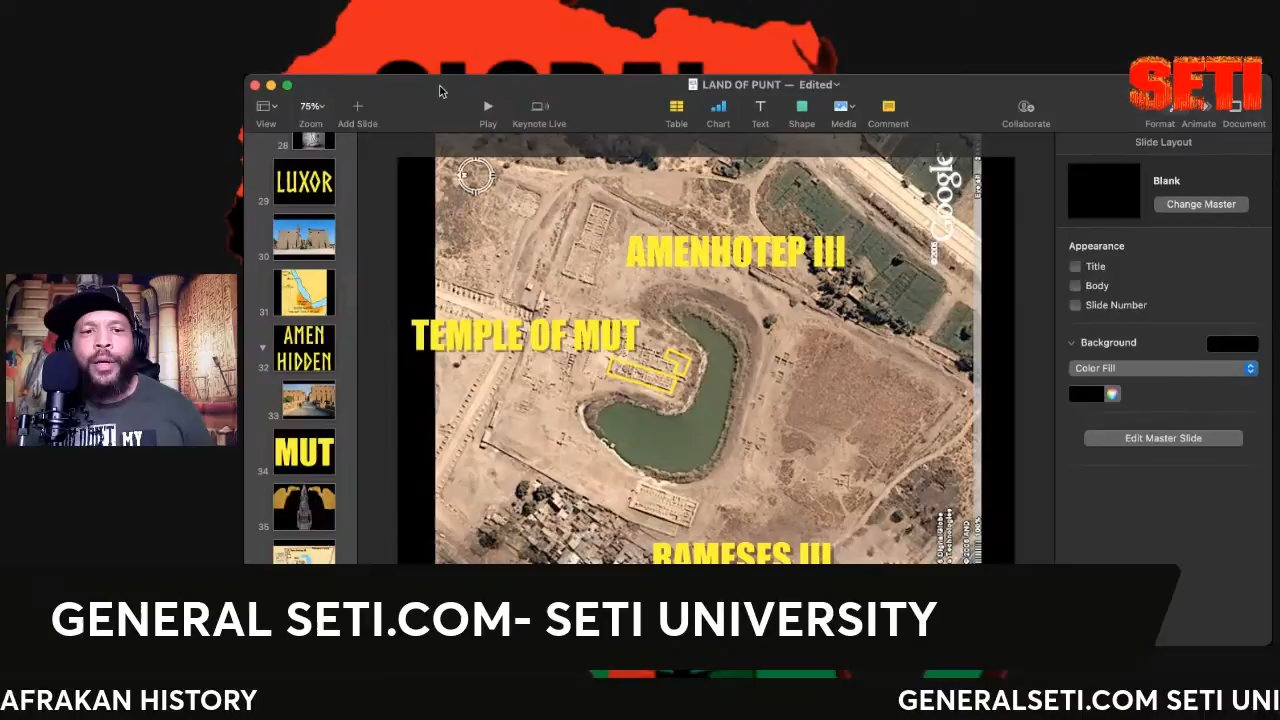 GLOBAL
LAND OF PUNT — Edited
SETI
75%
View
Zoom
Add Slide
Play
Keynote Live
Table
Chart
Text
Shape
Media
Comment
Collaborate
Format
Animate
Document
28
LUXOR
29
30
31
AMEN
HIDDEN
32
33
MUT
34
35
Google
©2005
AMENHOTEP III
TEMPLE OF MUT
RAMESES III
Slide Layout
Blank
Change Master
Appearance
Title
Body
Slide Number
Background
Color Fill
Edit Master Slide
MY
GENERAL SETI.COM- SETI UNIVERSITY
AFRAKAN HISTORY
GENERALSETI.COM SETI UNI